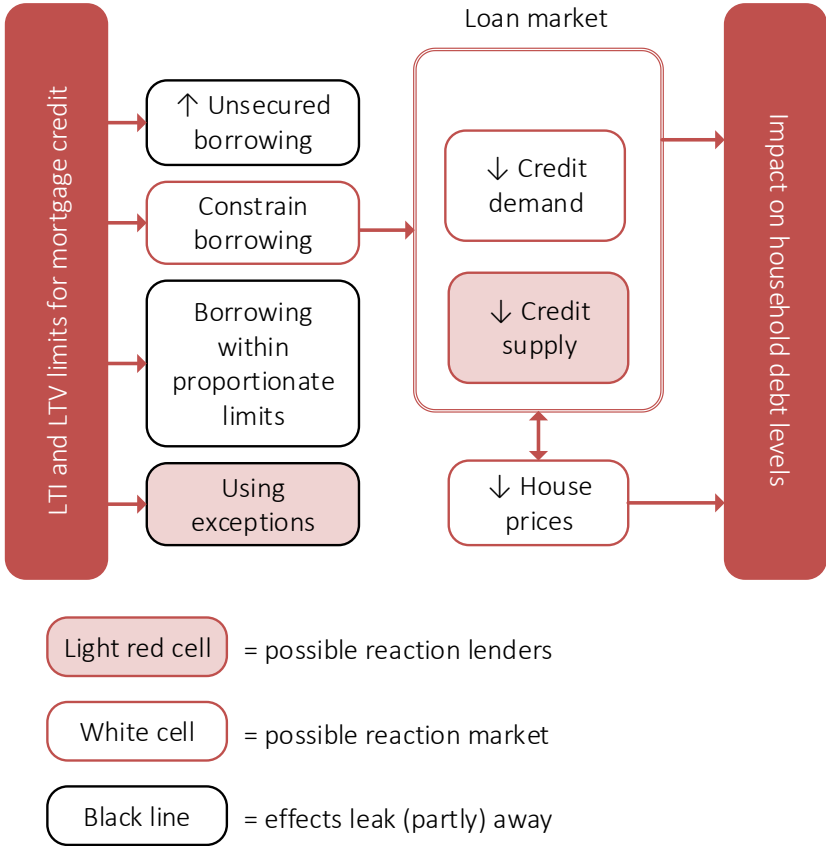 LTI and LTV limits for mortgage credit
↑ Unsecured
borrowing
Constrain
borrowing
Borrowing
within
proportionate
limits
Using
exceptions
Loan market
↓ Credit
demand
↓ Credit
supply
↓ House
prices
Impact on household debt levels
Light red cell = possible reaction lenders
White cell = possible reaction market
Black line = effects leak (partly) away